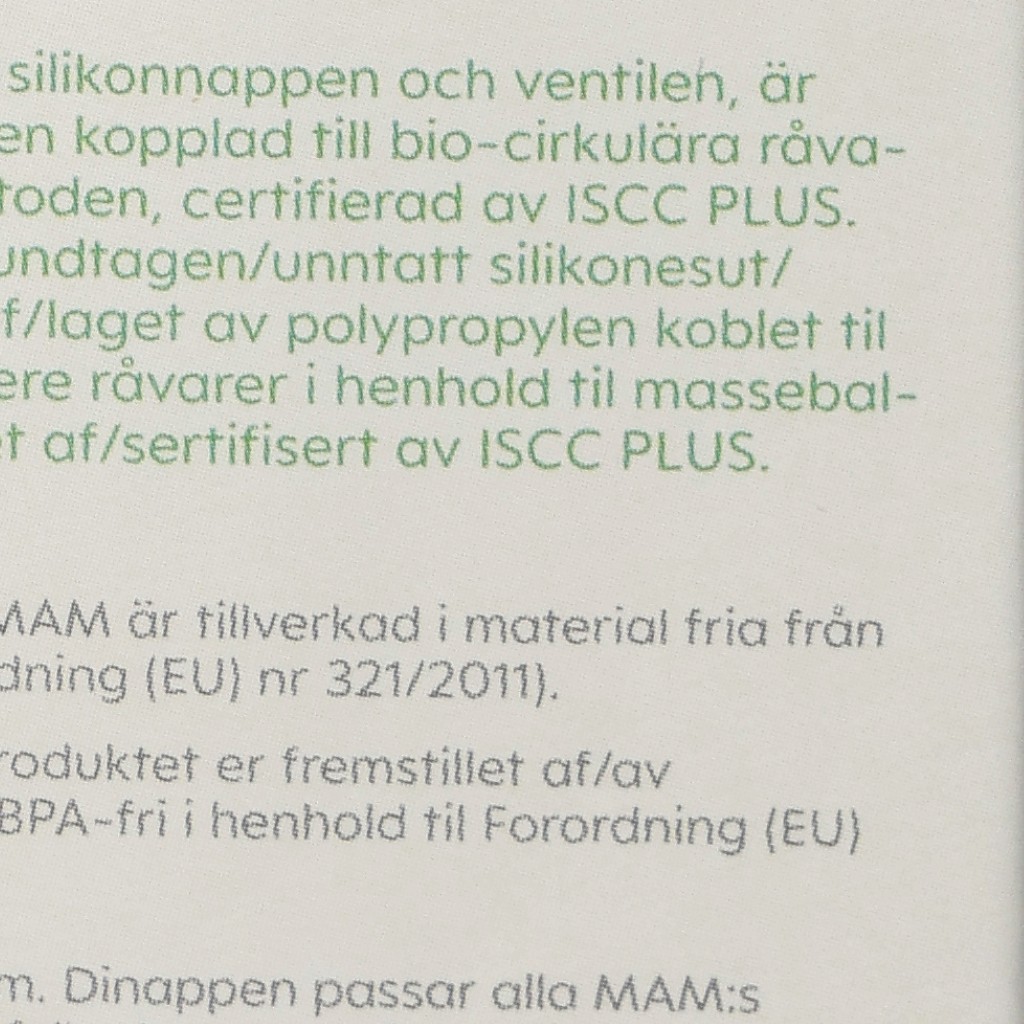 silikonnappen och ventilen, är
en kopplad till bio-cirkulära råva-
toden, certifierad av ISCC PLUS.
undtagen/unntatt silikonesut/
f/laget av polypropylen koblet til
ere råvarer i henhold til massebal-
t af/sertifisert av ISCC PLUS.
MAM är tillverkad i material fria från
dning (EU) nr 321/2011).
roduktet er fremstillet af/av
BPA-fri i henhold til Forordning (EU)
m. Dinappen passar alla MAM:s